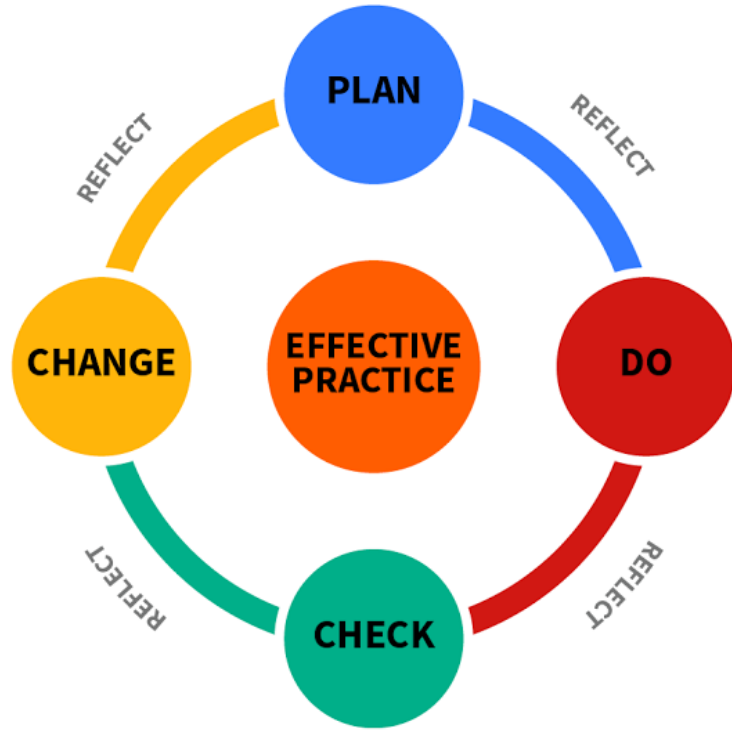 PLAN
REFLECT
REFLECT
CHANGE
EFFECTIVE
PRACTICE
DO
REFLECT
REFLECT
CHECK